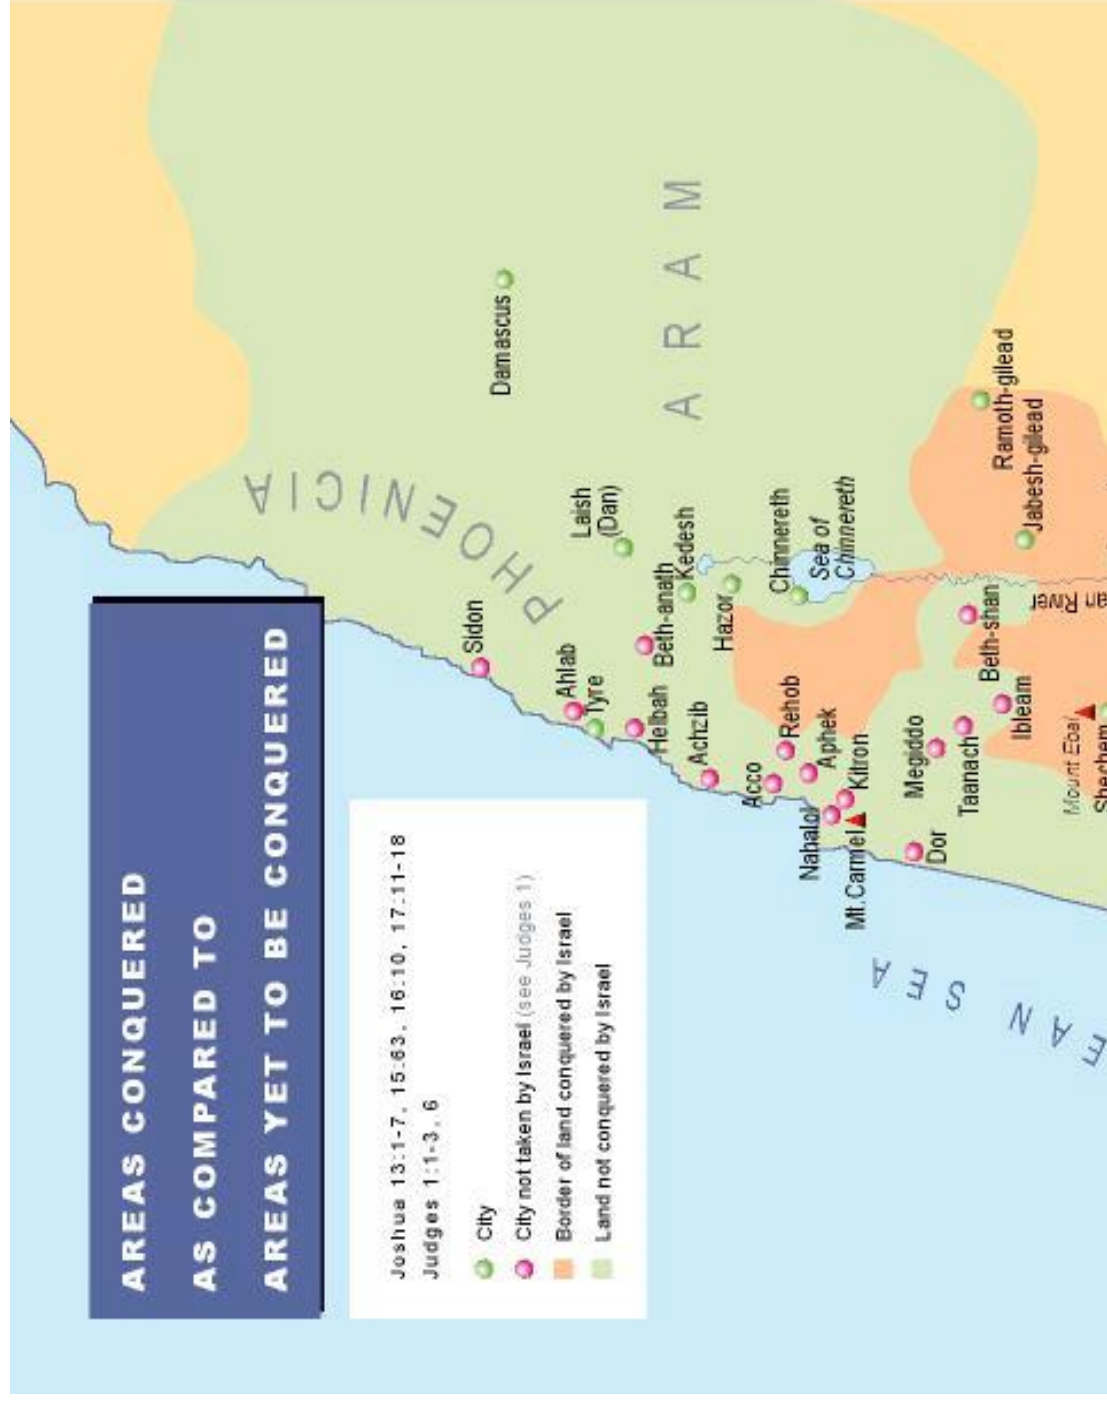 AREAS CONQUERED
AS COMPARED TO
AREAS YET TO BE CONQUERED
Joshua 13:1-7, 15:63, 16:10, 17:11-18
Judges 1:1-3, 6
City
City not taken by Israel (see Judges 1)
Border of land conquered by Israel
Land not conquered by Israel
PHOENICIA
ARAM
Damascus
Sidon
Laish
(Dan)
Ahlab
Tyre
Helbah
Beth-anath
Kedesh
Achzib
Hazor
Chinnereth
Sea of
Chinnereth
Acco
Rehob
Aphek
Kitron
Nahalol
Mt. Carmel
Dor
Megiddo
Taanach
Ibleam
Beth-shan
Ramoth-gilead
Jabesh-gilead
an River
Mount Ebal
Shechem
EAN SEA